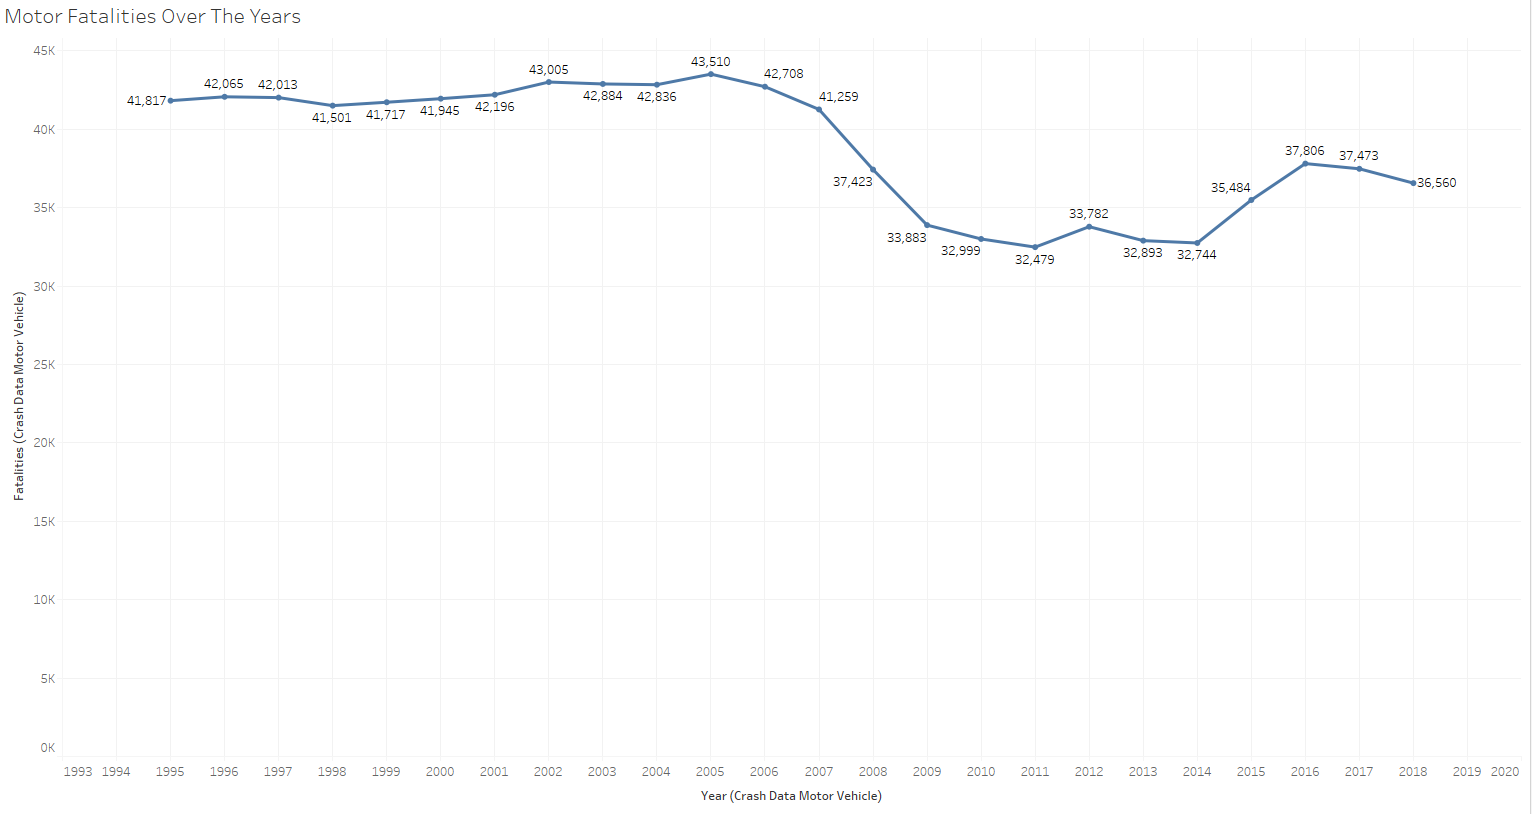 Motor Fatalities Over The Years
45K
40K
35K
30K
25K
20K
15K
10K
5K
0K
Fatalities (Crash Data Motor Vehicle)
41,817
42,065
42,013
41,501
41,717
41,945
42,196
43,005
42,884
42,836
43,510
42,708
41,259
37,423
33,883
32,999
32,479
33,782
32,893
32,744
35,484
37,806
37,473
36,560
1993 1994 1995 1996 1997 1998 1999 2000 2001 2002 2003 2004 2005 2006 2007 2008 2009 2010 2011 2012 2013 2014 2015 2016 2017 2018 2019 2020
Year (Crash Data Motor Vehicle)